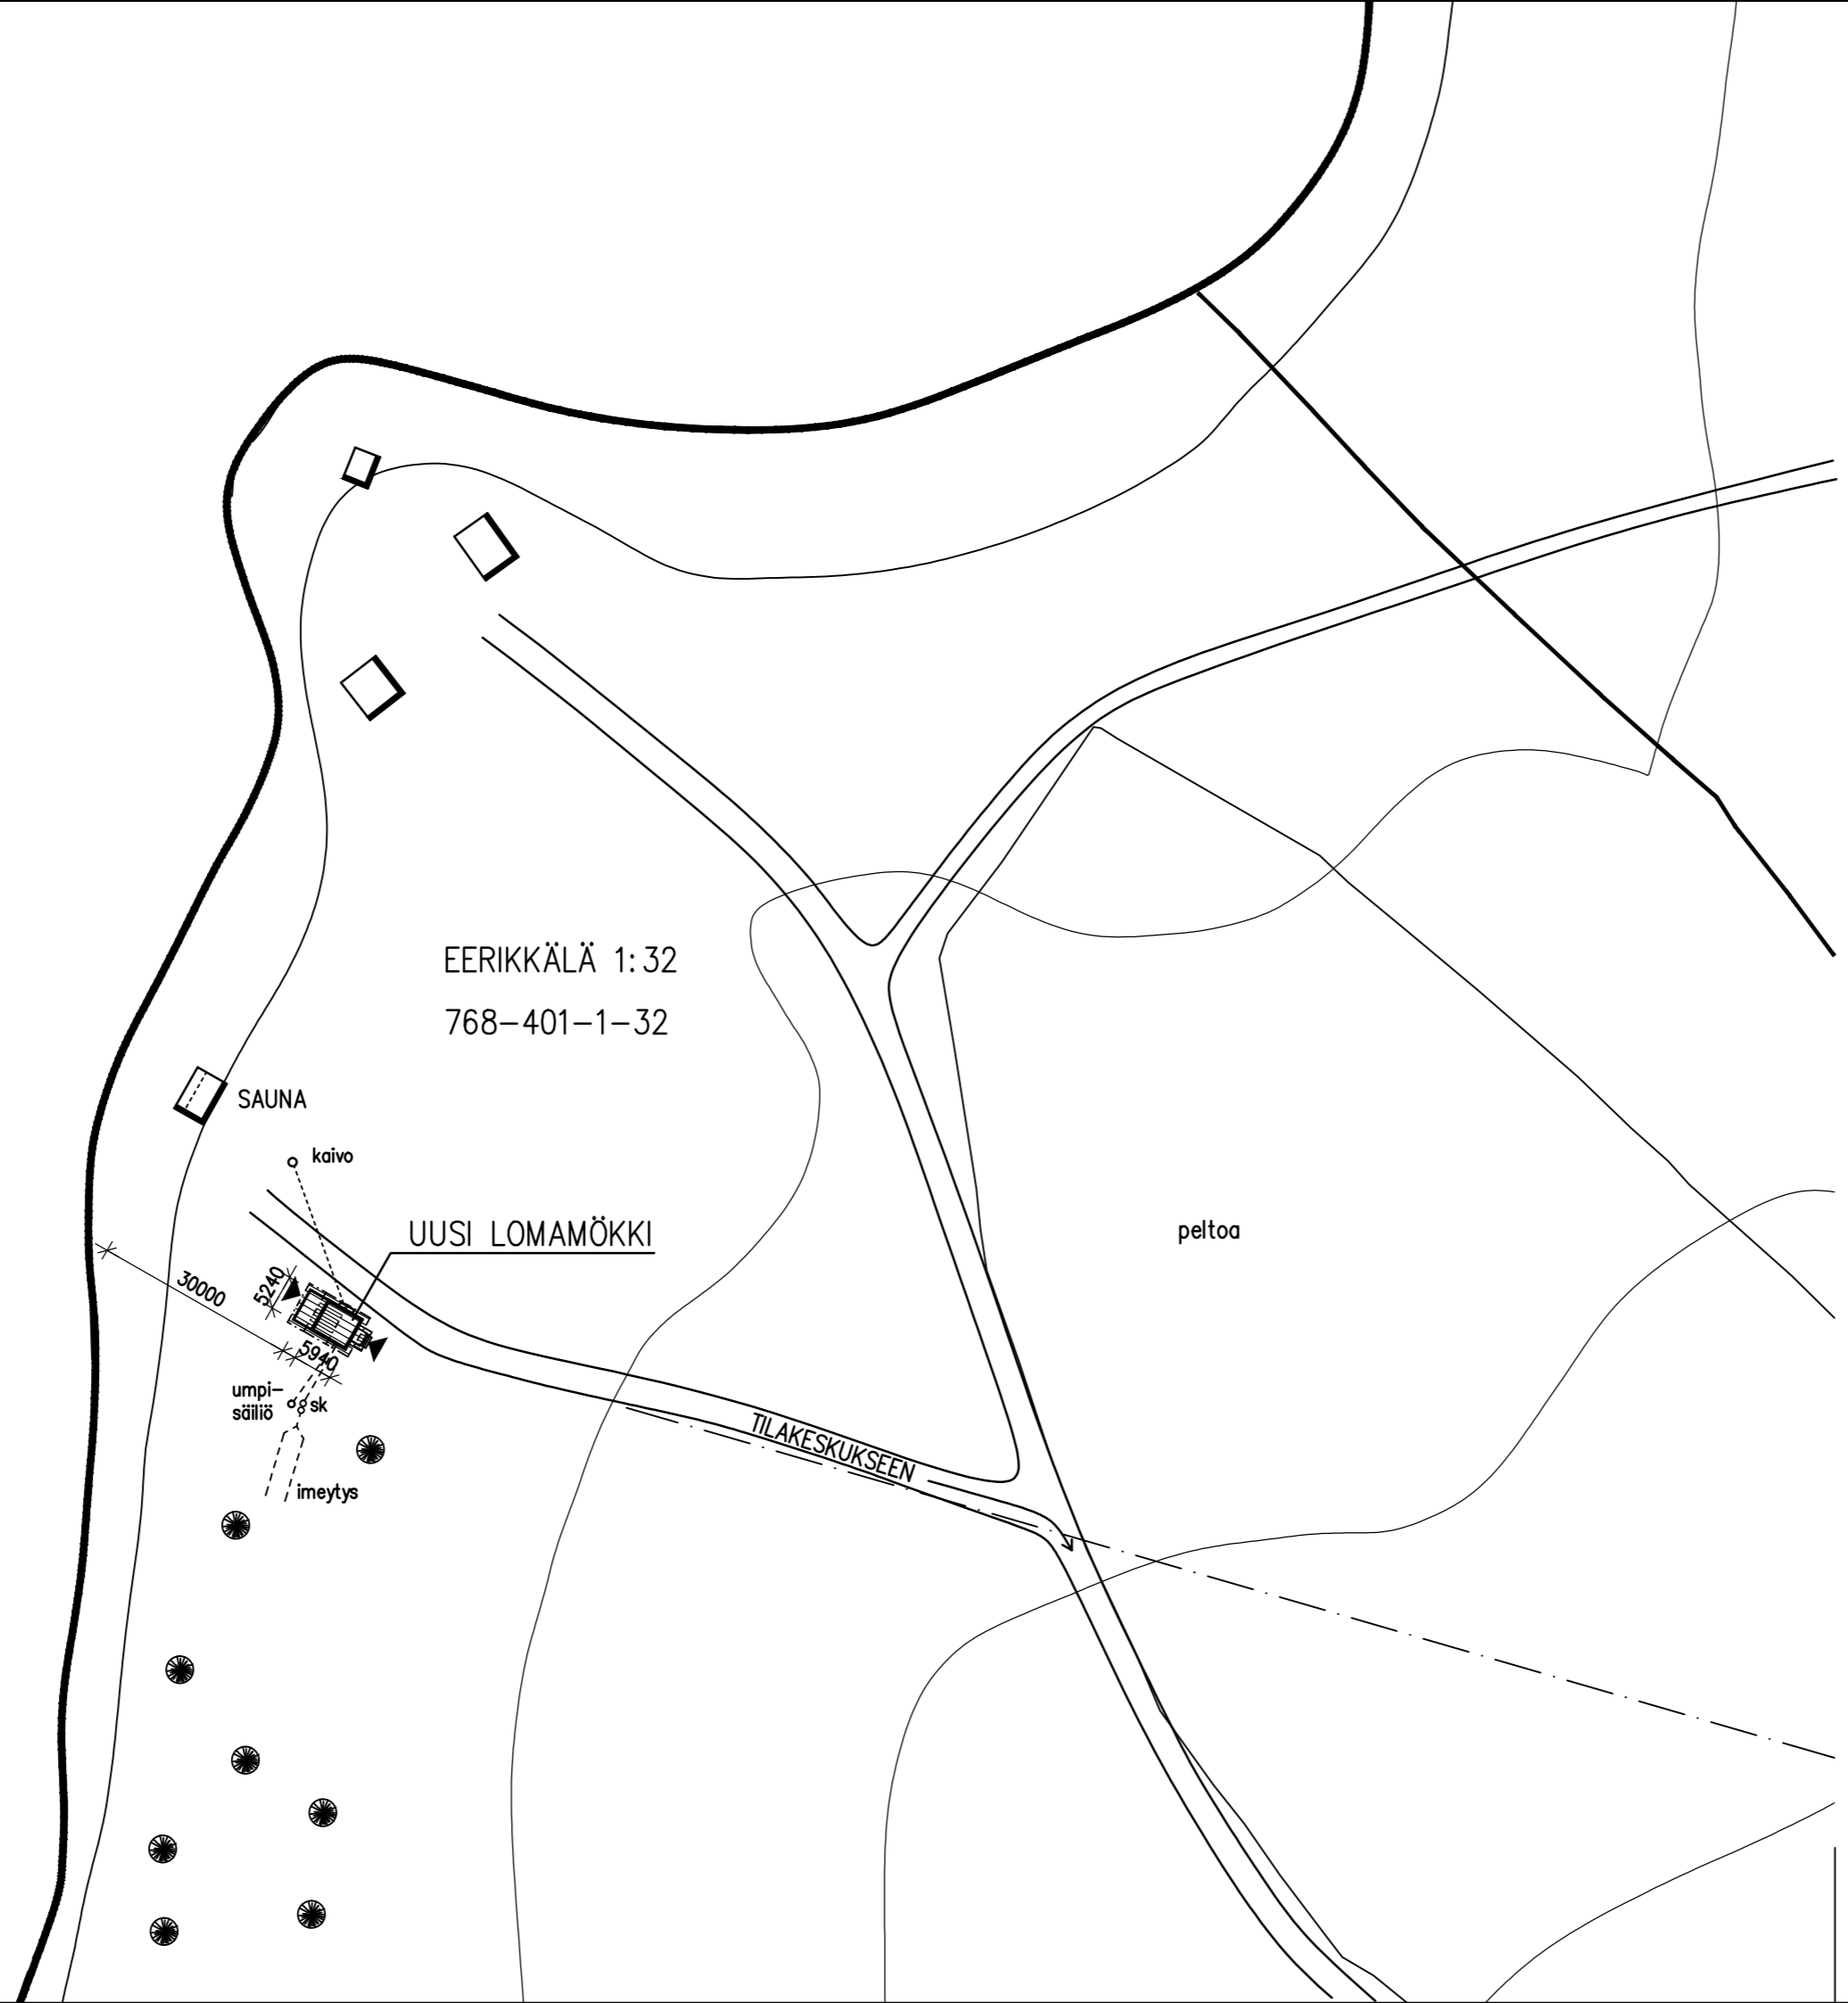 EERIKKÄLÄ 1:32
768-401-1-32
SAUNA
kaivo
UUSI LOMAMÖKKI
peltoa
30000
5240
5940
umpi-
säiliö
sk
imeytys
TILAKESKUKSEEN